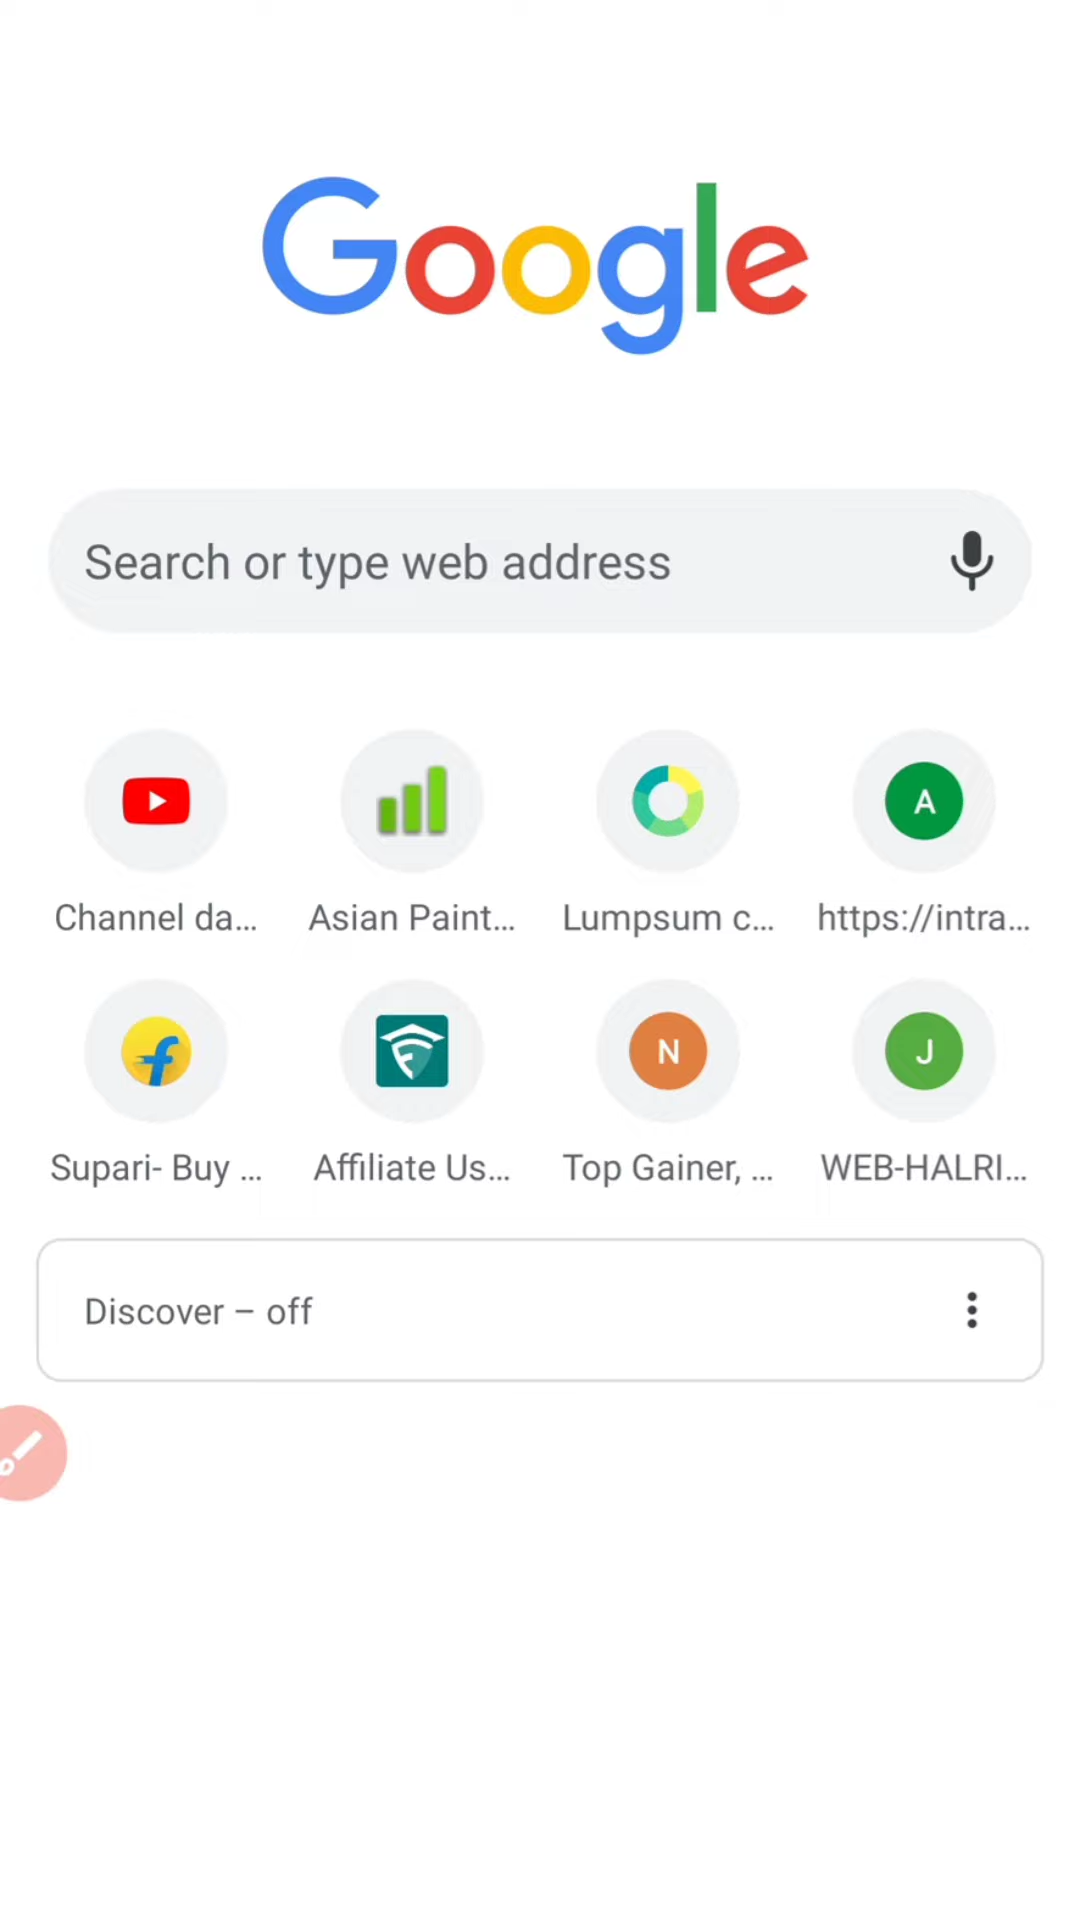 Google
Search or type web address
Channel da...
Asian Paint...
Lumpsum c...
A
https://intra...
Supari- Buy ...
Affiliate Us...
N
Top Gainer, ...
J
WEB-HALRI...
Discover – off